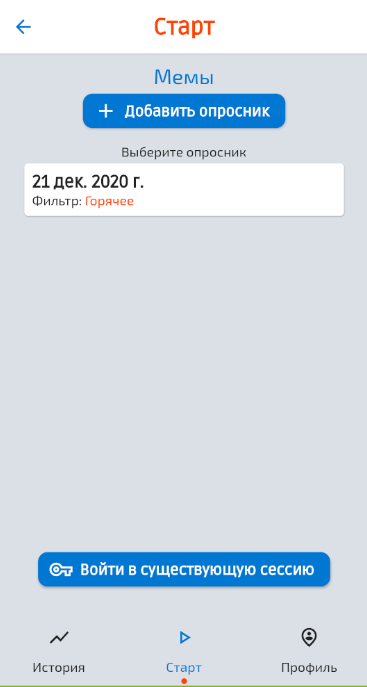 Старт
Мемы
Добавить опросник
Выберите опросник
21 дек. 2020 г.
Фильтр: Горячее
Войти в существующую сессию
История
Старт
Профиль